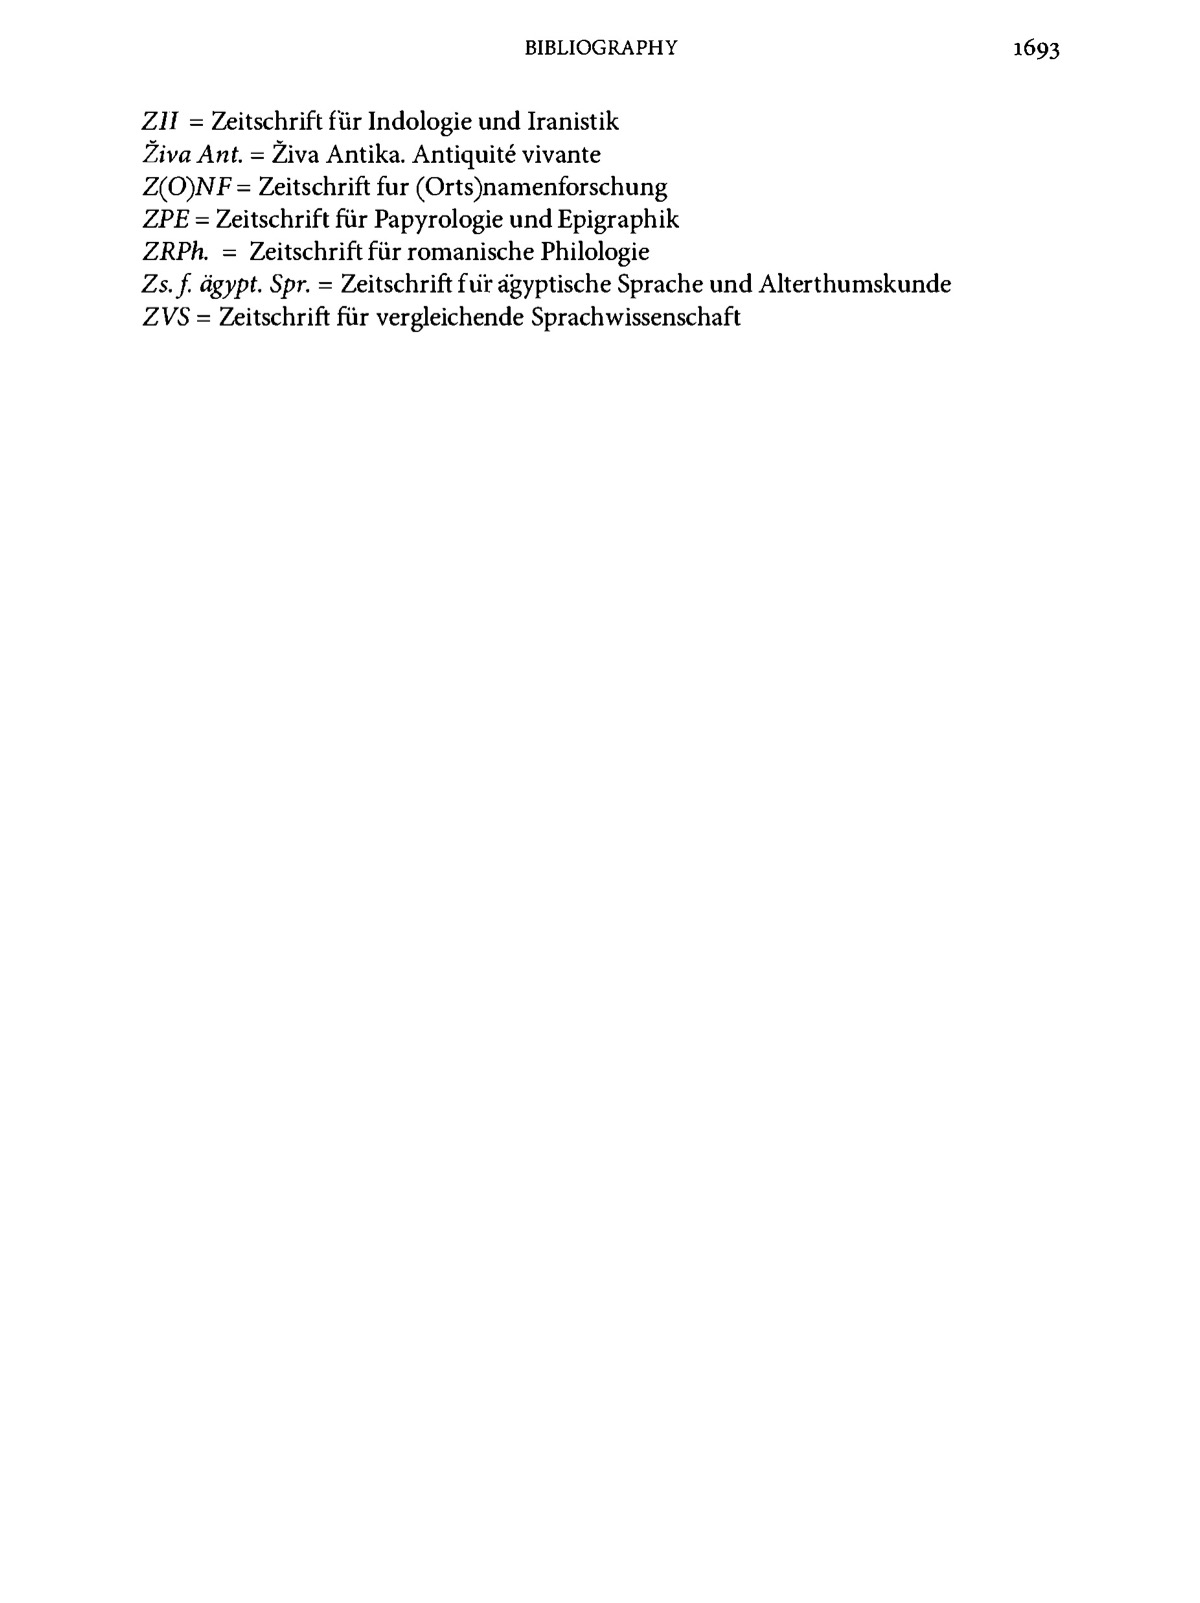 BIBLIOGRAPHY 1693
ZII = Zeitschrift für Indologie und Iranistik
Živa Ant. = Živa Antika. Antiquité vivante
Z(O)NF = Zeitschrift fur (Orts)namenforschung
ZPE = Zeitschrift für Papyrologie und Epigraphik
ZRPh. = Zeitschrift für romanische Philologie
Zs. f. ägypt. Spr. = Zeitschrift für ägyptische Sprache und Alterthumskunde
ZVS = Zeitschrift für vergleichende Sprachwissenschaft